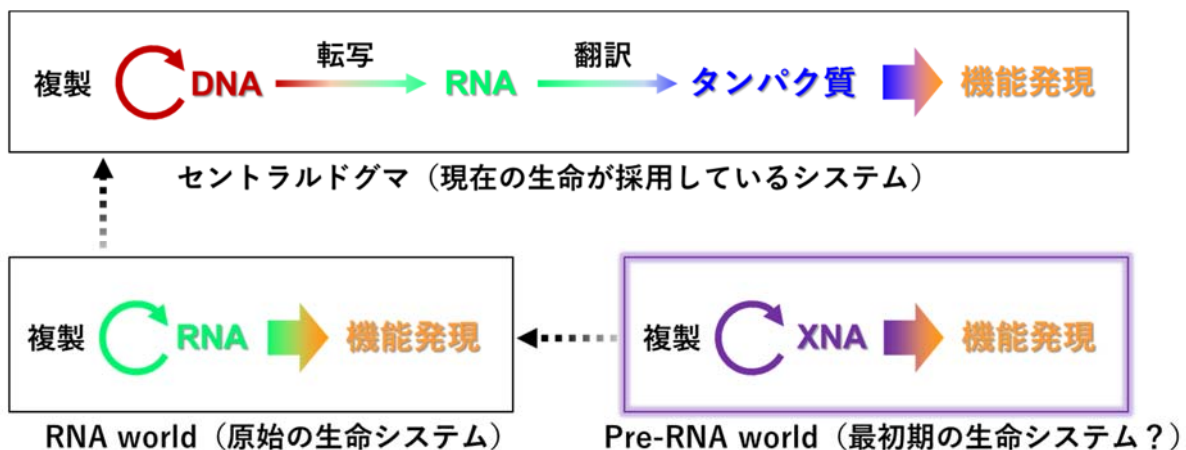 転写 翻訳
複製 DNA RNA タンパク質 機能発現
セントラルドグマ（現在の生命が採用しているシステム）
複製 RNA 機能発現
RNA world（原始の生命システム）
複製 XNA 機能発現
Pre-RNA world（最初期の生命システム？）